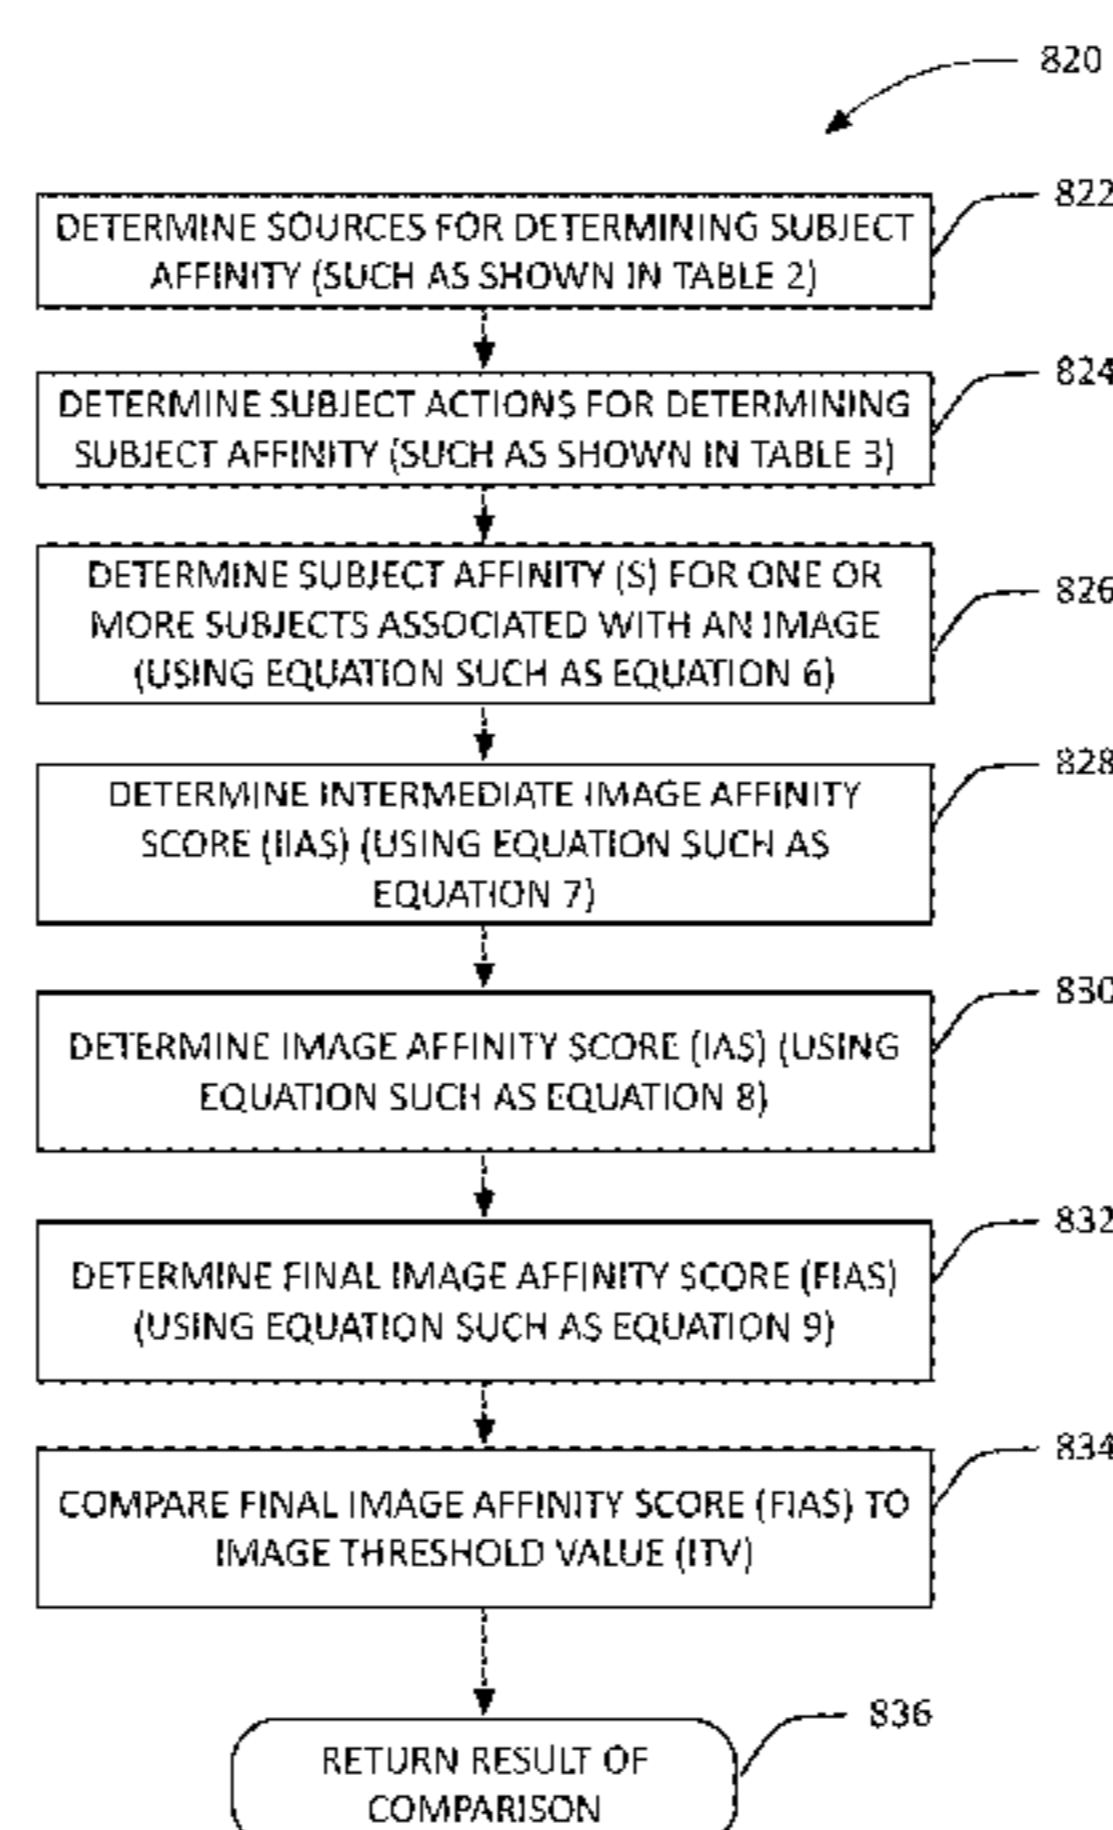 820
822
DETERMINE SOURCES FOR DETERMINING SUBJECT
AFFINITY (SUCH AS SHOWN IN TABLE 2)
824
DETERMINE SUBJECT ACTIONS FOR DETERMINING
SUBJECT AFFINITY (SUCH AS SHOWN IN TABLE 3)
826
DETERMINE SUBJECT AFFINITY (S) FOR ONE OR
MORE SUBJECTS ASSOCIATED WITH AN IMAGE
(USING EQUATION SUCH AS EQUATION 6)
828
DETERMINE INTERMEDIATE IMAGE AFFINITY
SCORE (IIAS) (USING EQUATION SUCH AS
EQUATION 7)
830
DETERMINE IMAGE AFFINITY SCORE (IAS) (USING
EQUATION SUCH AS EQUATION 8)
832
DETERMINE FINAL IMAGE AFFINITY SCORE (FIAS)
(USING EQUATION SUCH AS EQUATION 9)
834
COMPARE FINAL IMAGE AFFINITY SCORE (FIAS) TO
IMAGE THRESHOLD VALUE (ITV)
836
RETURN RESULT OF
COMPARISON